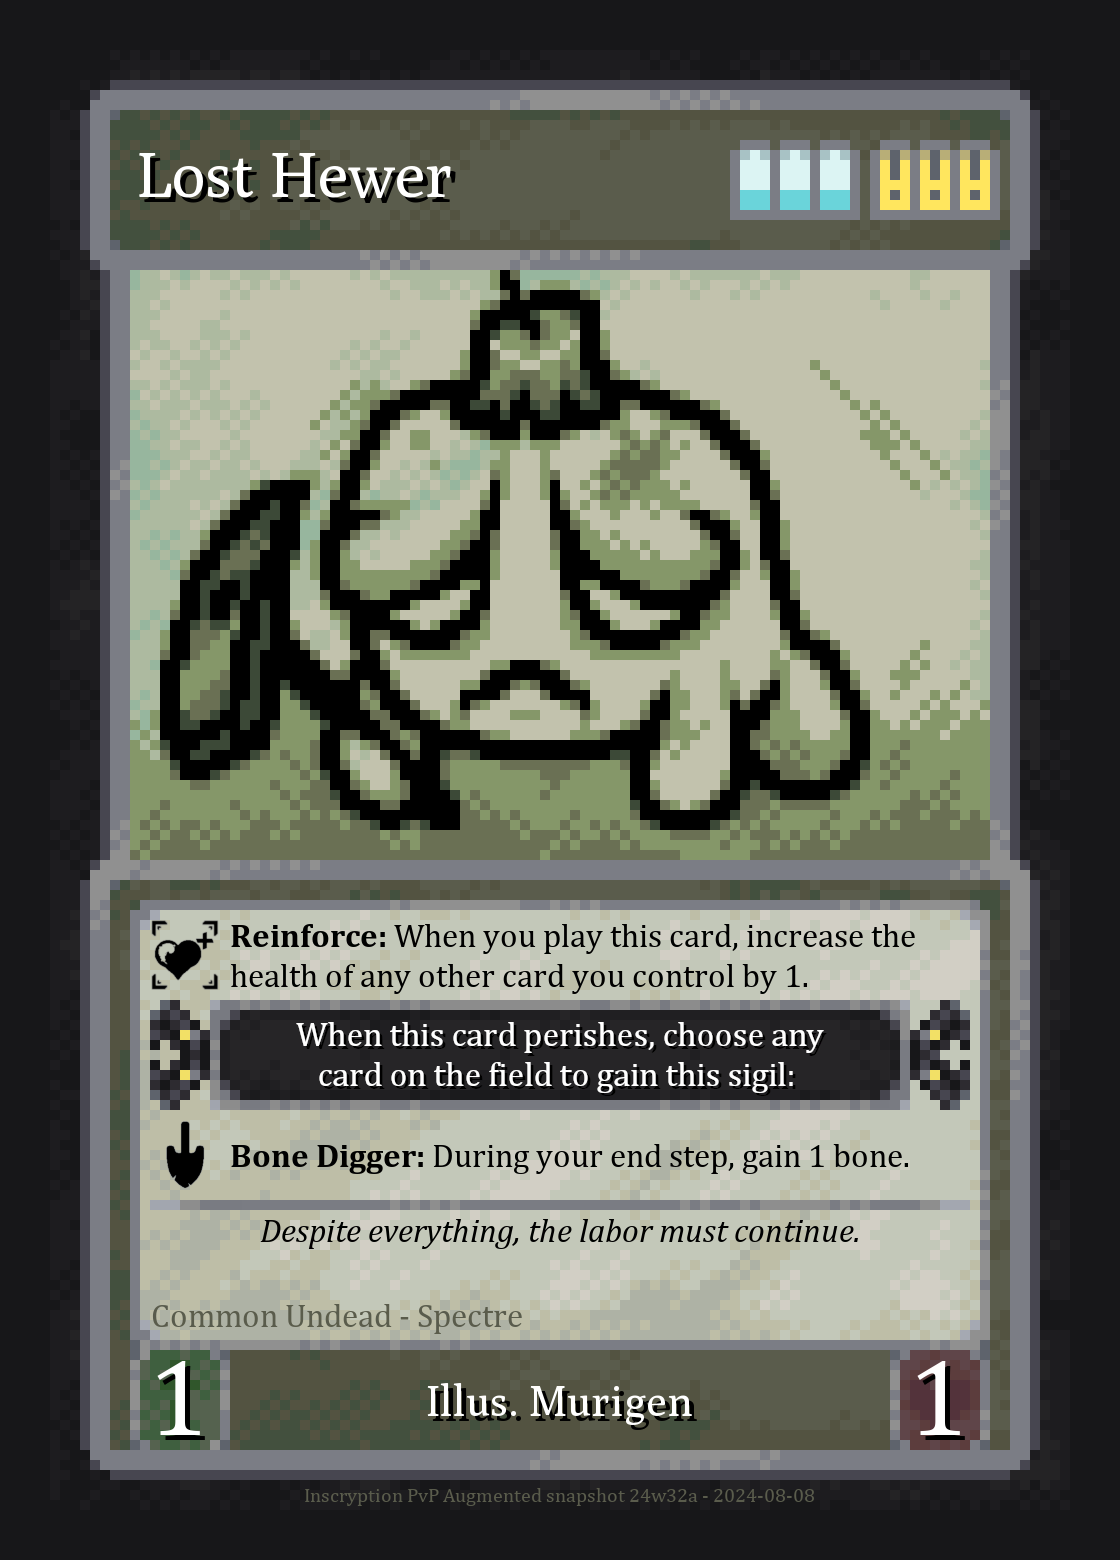 Lost Hewer
Reinforce: When you play this card, increase the
health of any other card you control by 1.
When this card perishes, choose any
card on the field to gain this sigil:
Bone Digger: During your end step, gain 1 bone.
Despite everything, the labor must continue.
Common Undead - Spectre
1
Illus. Murigen
1
Inscryption PvP Augmented snapshot 24w32a - 2024-08-08